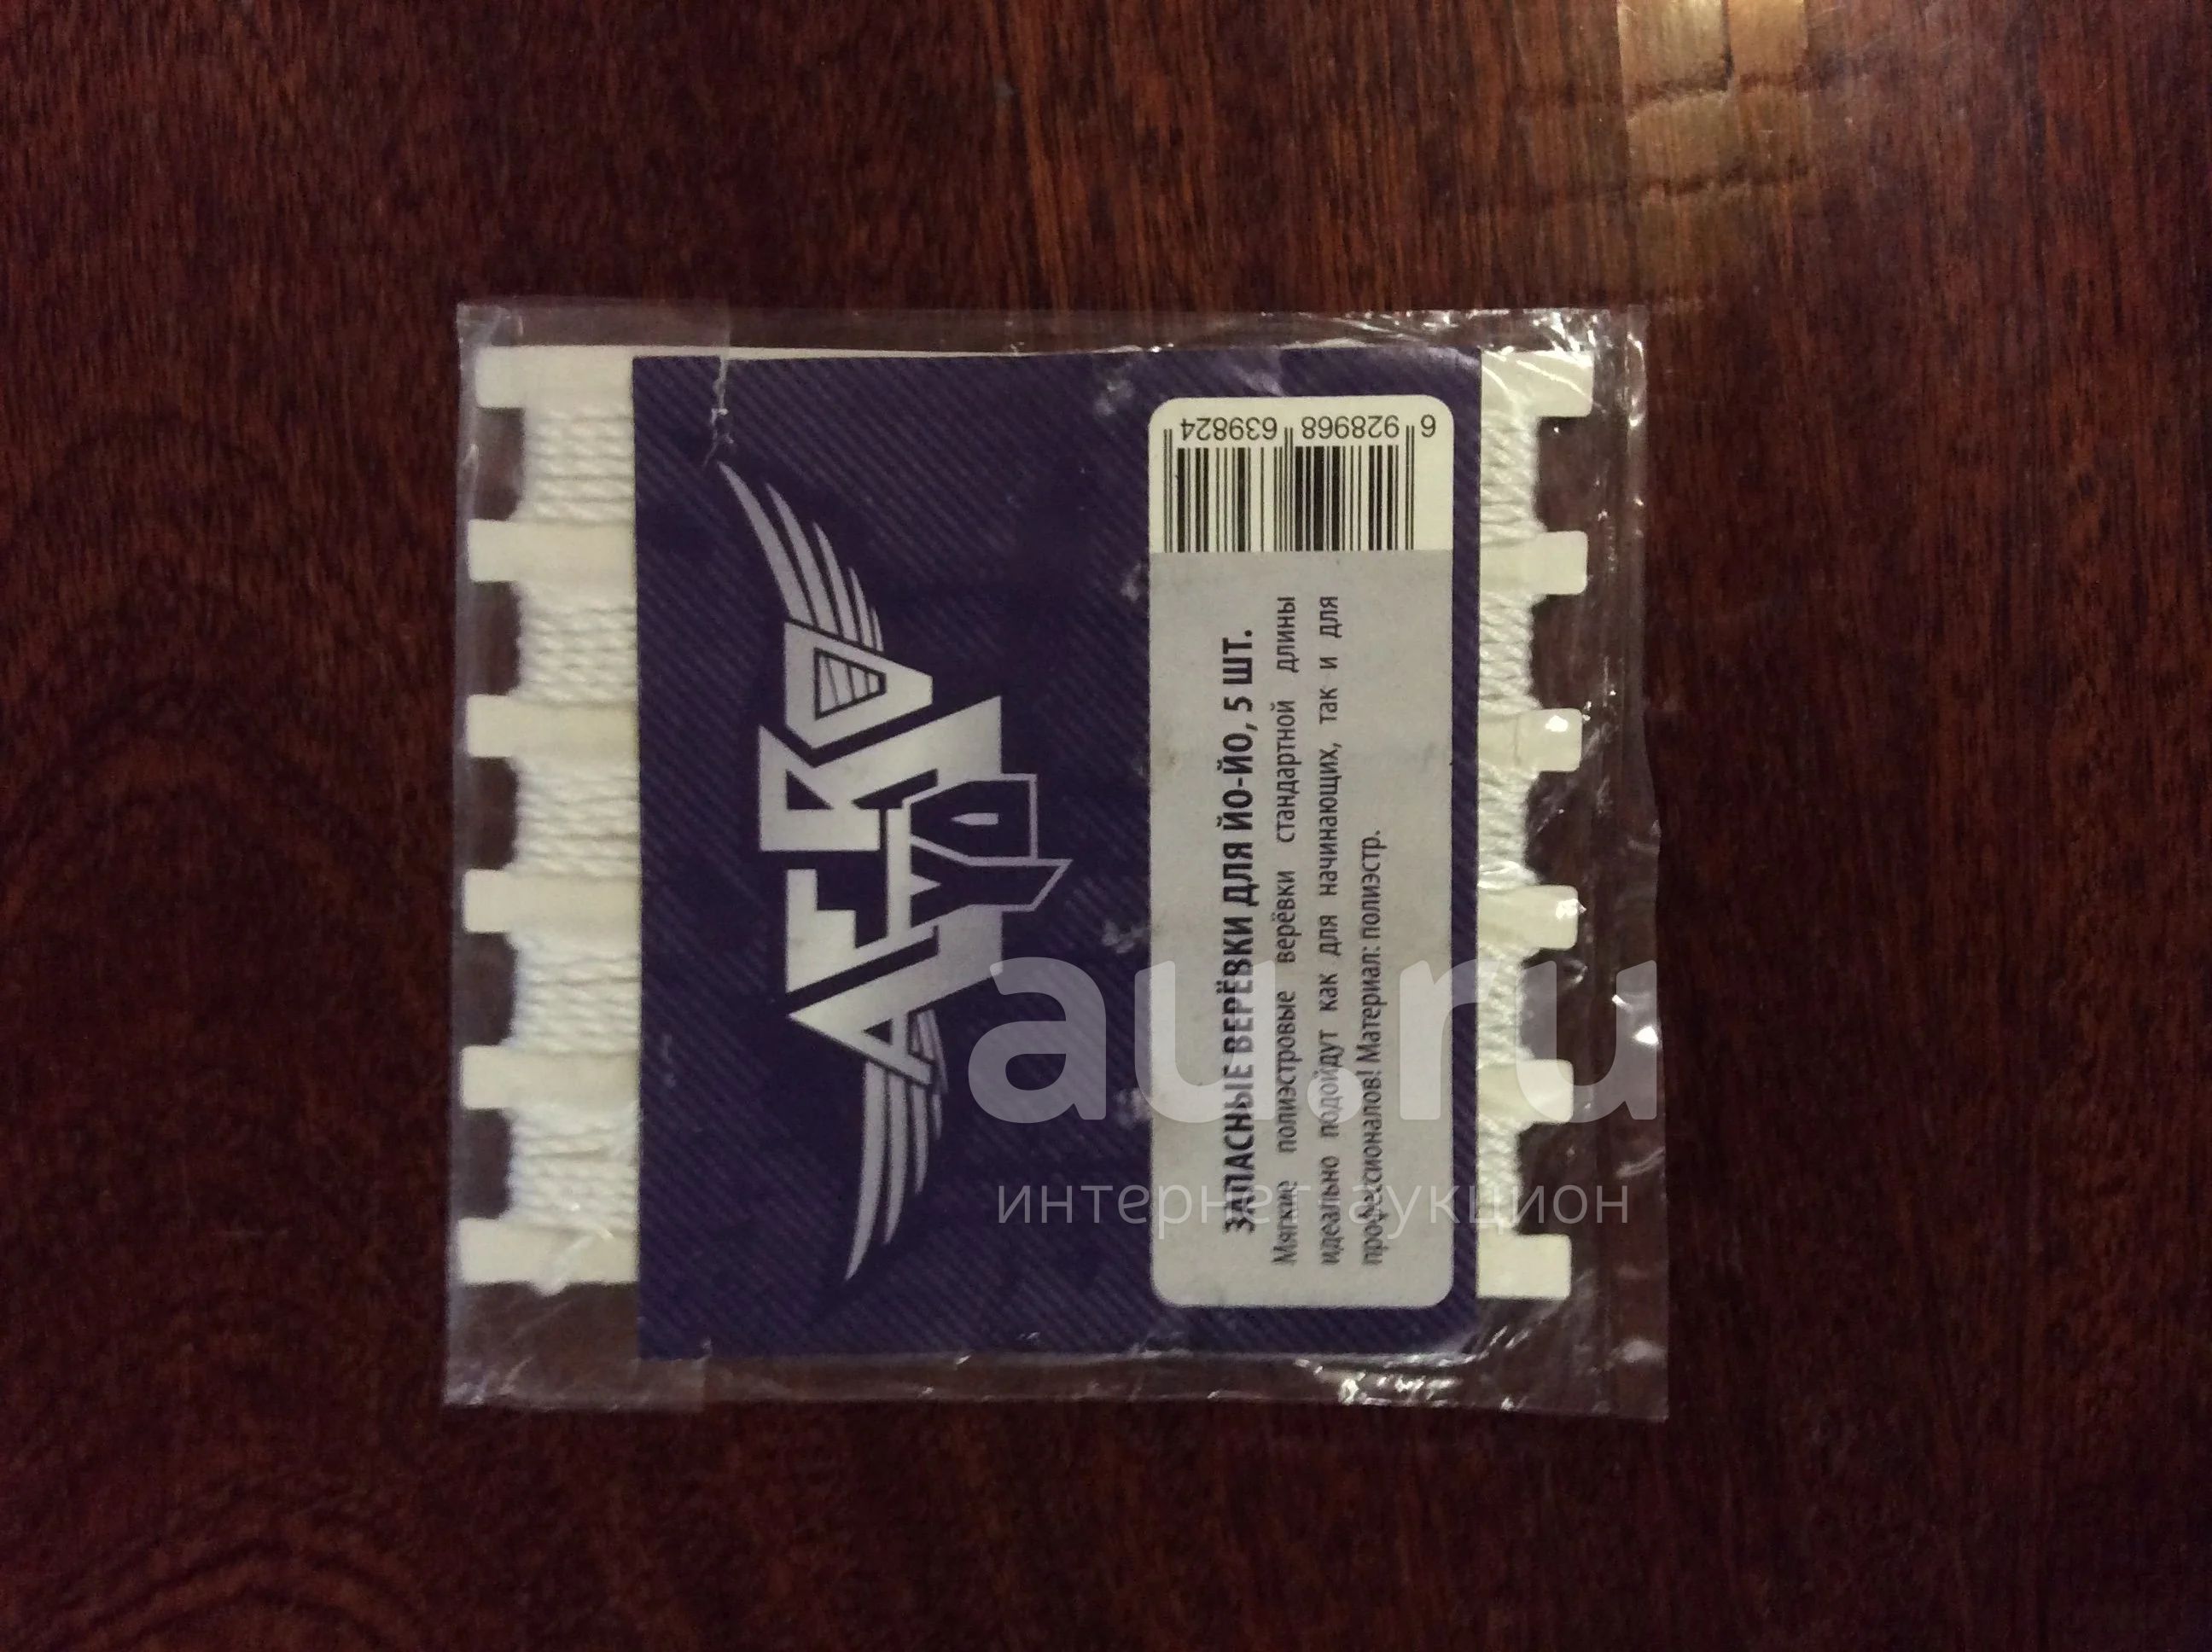 АЕRО
YO
ЗАПАСНЫЕ ВЕРЁВКИ ДЛЯ ЙО-ЙО, 5 ШТ.
Мягкие полиэстровые верёвки стандартной длины
идеально подойдут как для начинающих, так и для
профессионалов! Материал: полиэстр.
6 928968 639824
au.ru
интернет аукцион